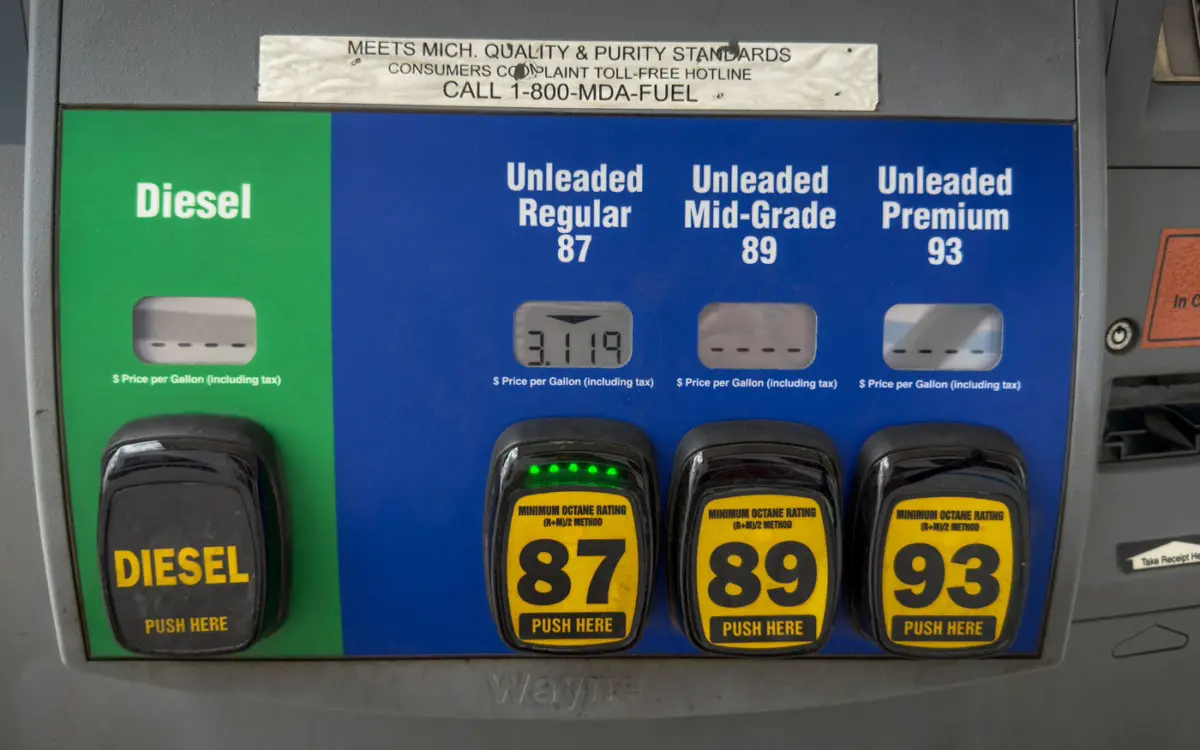 MEETS MICH. QUALITY & PURITY STANDARDS
CONSUMERS COMPLAINT TOLL-FREE HOTLINE
CALL 1-800-MDA-FUEL
Diesel
Unleaded
Regular
87
Unleaded
Mid-Grade
89
Unleaded
Premium
93
----
3.119
----
----
$ Price per Gallon (including tax)
$ Price per Gallon (including tax)
$ Price per Gallon (including tax)
$ Price per Gallon (including tax)
DIESEL
PUSH HERE
MINIMUM OCTANE RATING
(R+M)/2 METHOD
87
PUSH HERE
MINIMUM OCTANE RATING
(R+M)/2 METHOD
89
PUSH HERE
MINIMUM OCTANE RATING
(R+M)/2 METHOD
93
PUSH HERE
Wayne
In
Take Receipt